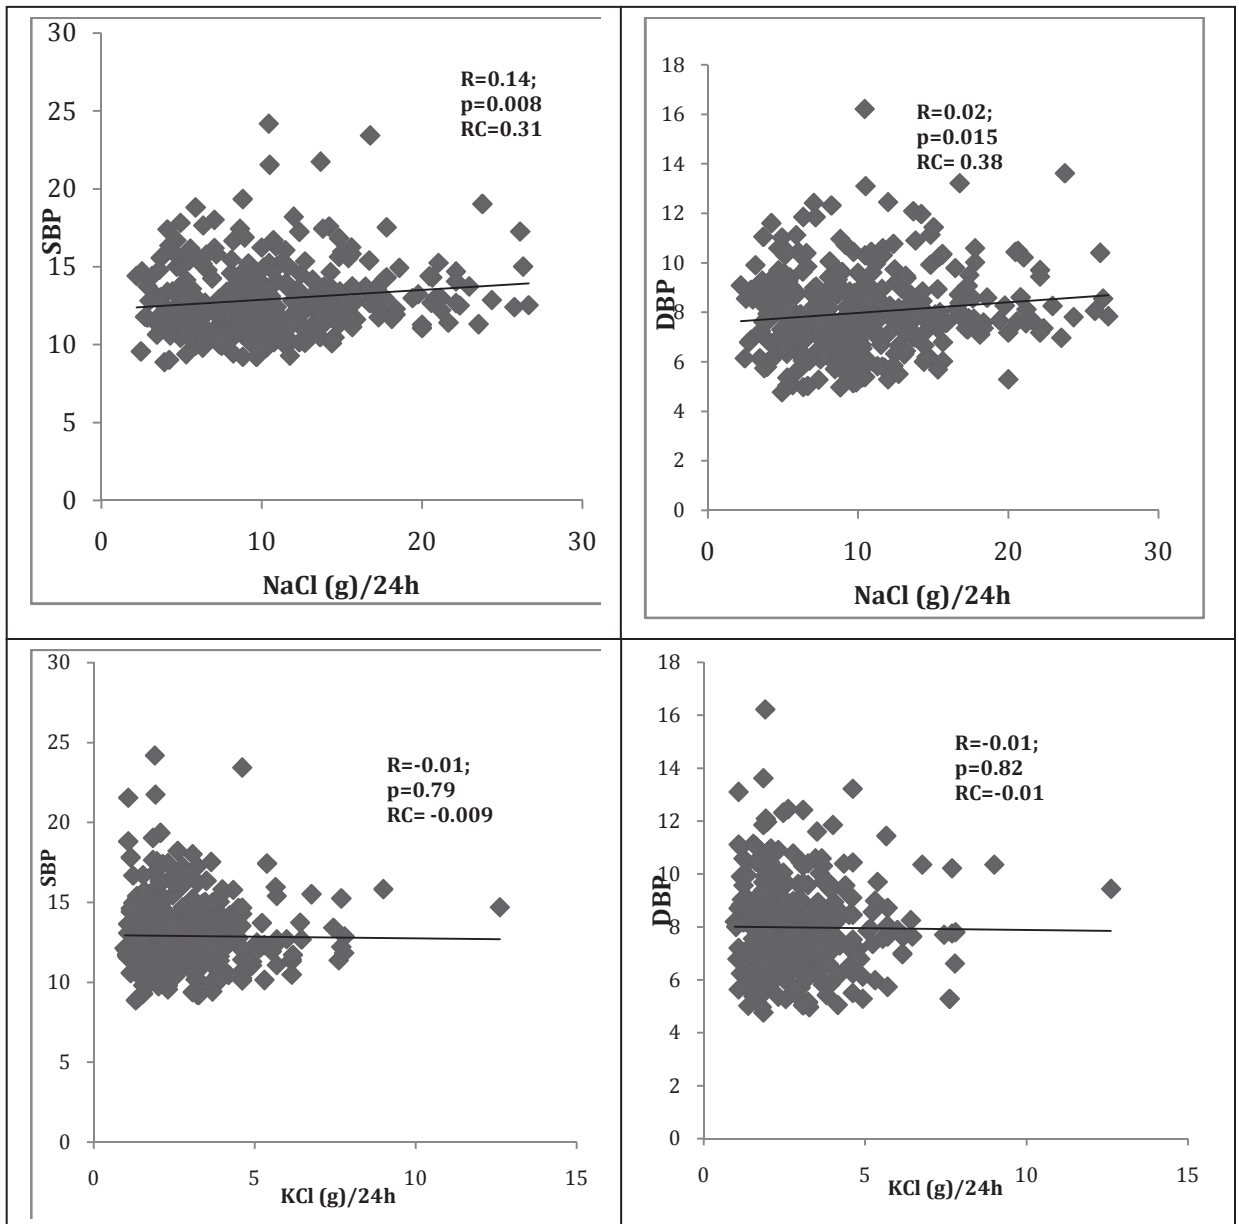 30
25
20
15
10
5
0
SBP
R=0.14;
p=0.008
RC=0.31
0 10 20 30
NaCl (g)/24h
18
16
14
12
10
8
6
4
2
0
DBP
R=0.02;
p=0.015
RC= 0.38
0 10 20 30
NaCl (g)/24h
30
25
20
15
10
5
0
SBP
R=-0.01;
p=0.79
RC= -0.009
0 5 10 15
KCl (g)/24h
18
16
14
12
10
8
6
4
2
0
DBP
R=-0.01;
p=0.82
RC=-0.01
0 5 10 15
KCl (g)/24h